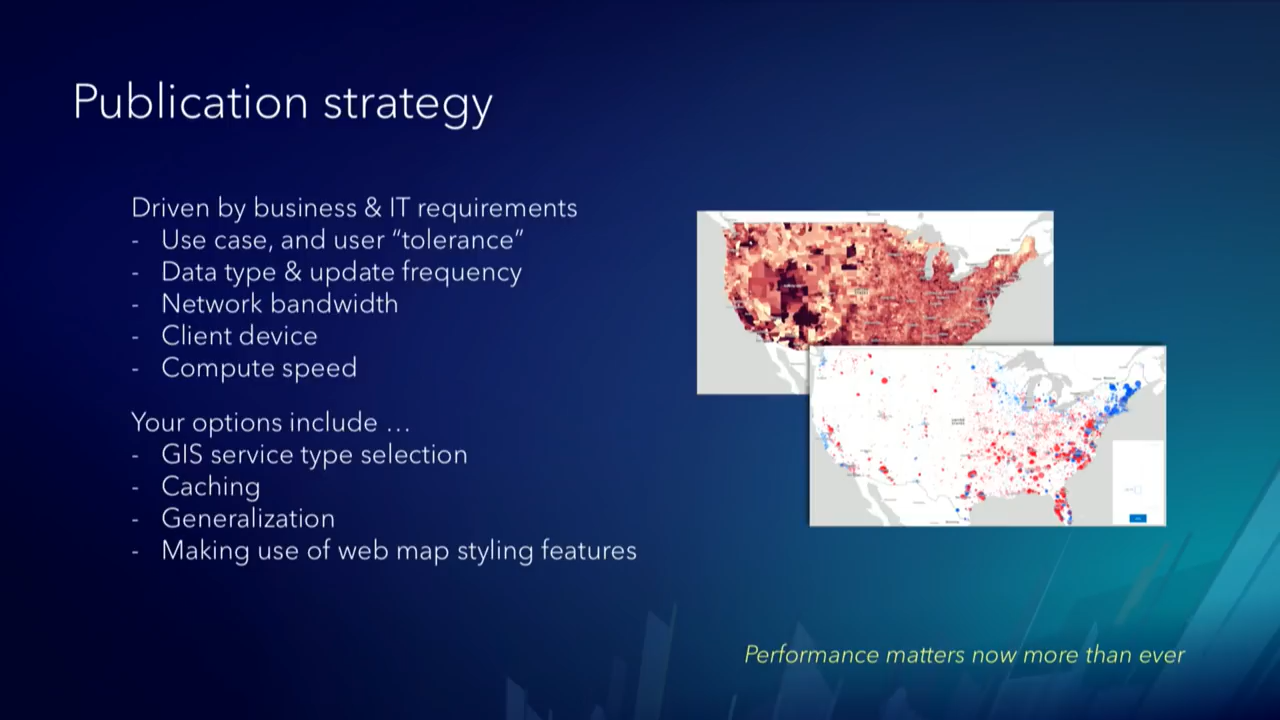 Publication strategy
Driven by business & IT requirements
- Use case, and user “tolerance”
- Data type & update frequency
- Network bandwidth
- Client device
- Compute speed
Your options include …
- GIS service type selection
- Caching
- Generalization
- Making use of web map styling features
Performance matters now more than ever